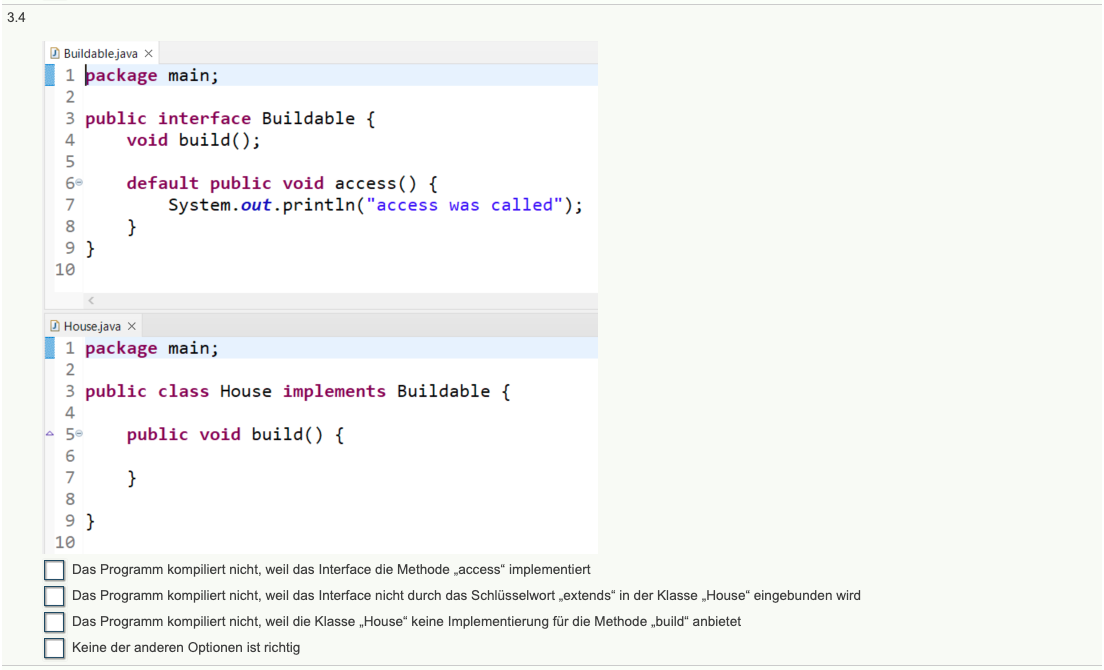 3.4
Buildable.java
1 package main;
2
3 public interface Buildable {
4 void build();
5
6 default public void access() {
7 System.out.println("access was called");
8 }
9 }
10
House.java
1 package main;
2
3 public class House implements Buildable {
4
5 public void build() {
6
7 }
8
9 }
10
Das Programm kompiliert nicht, weil das Interface die Methode „access“ implementiert
Das Programm kompiliert nicht, weil das Interface nicht durch das Schlüsselwort „extends“ in der Klasse „House“ eingebunden wird
Das Programm kompiliert nicht, weil die Klasse „House“ keine Implementierung für die Methode „build“ anbietet
Keine der anderen Optionen ist richtig